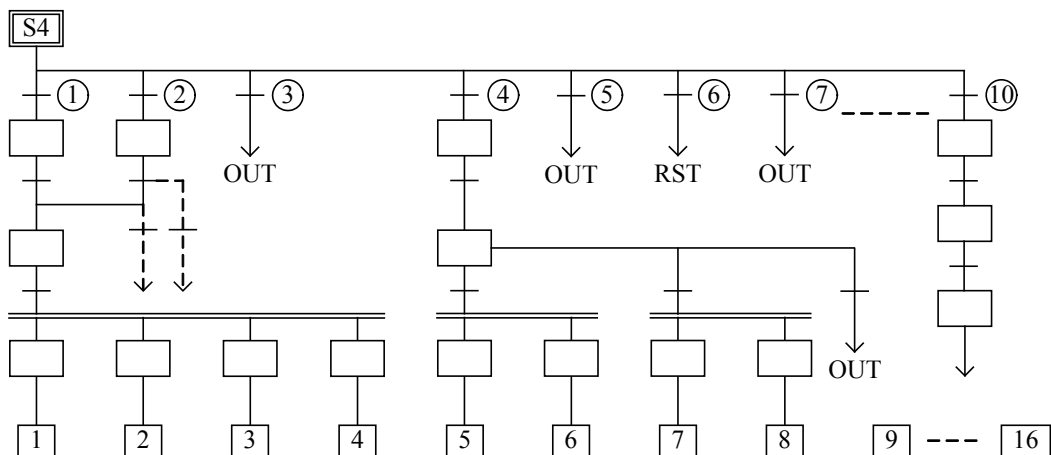 S4
① ② ③ ④ ⑤ ⑥ ⑦ ⑩
OUT OUT RST OUT
OUT
1 2 3 4 5 6 7 8 9 16